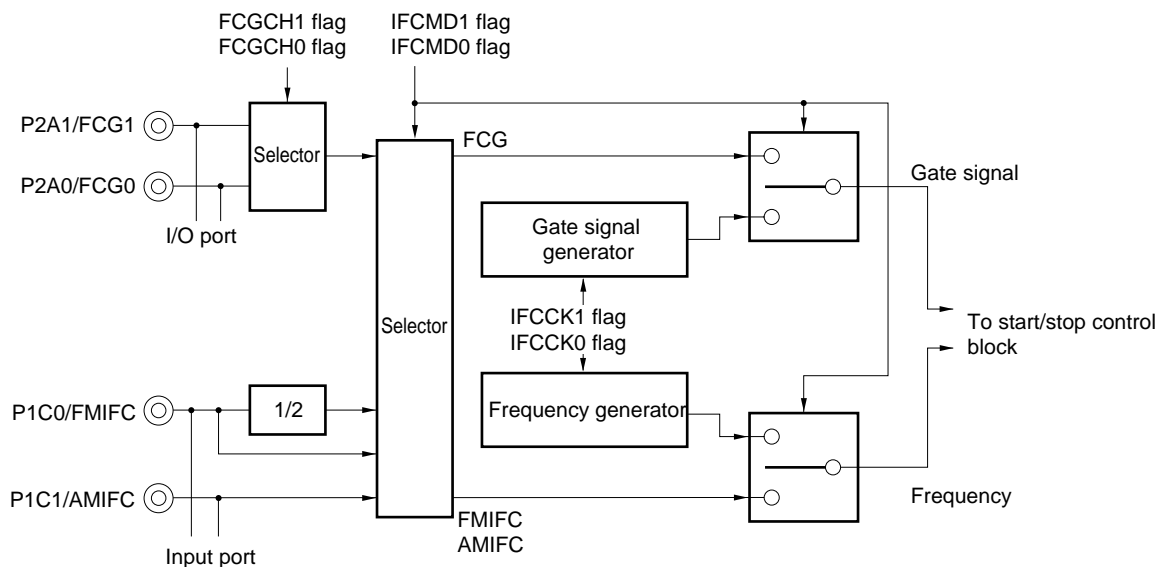 FCGCH1 flag
FCGCH0 flag
IFCMD1 flag
IFCMD0 flag
P2A1/FCG1
Selector
FCG
P2A0/FCG0
Gate signal
I/O port
Gate signal
generator
Selector
IFCCK1 flag
IFCCK0 flag
To start/stop control
block
P1C0/FMIFC
1/2
Frequency generator
P1C1/AMIFC
Frequency
FMIFC
AMIFC
Input port